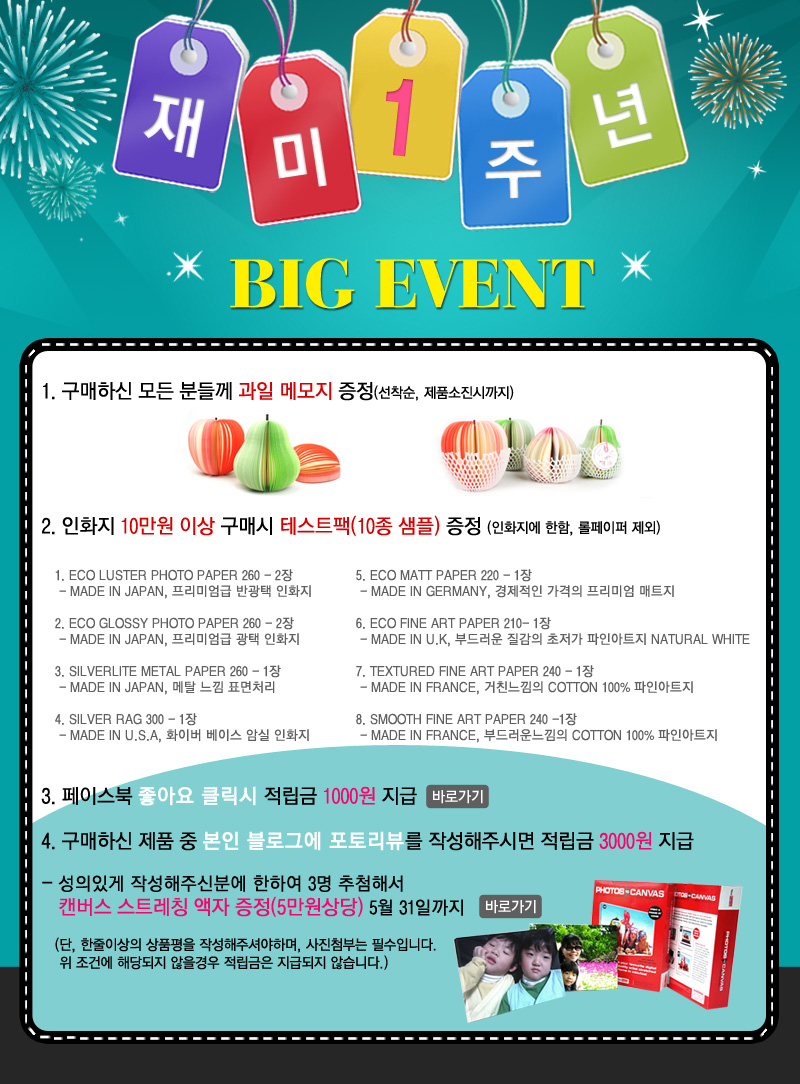 재미1주년
BIG EVENT
1. 구매하신 모든 분들께 과일 메모지 증정(선착순, 제품소진시까지)
2. 인화지 10만원 이상 구매시 테스트팩(10종 샘플) 증정 (인화지에 한함, 롤페이퍼 제외)
1. ECO LUSTER PHOTO PAPER 260 - 2장
- MADE IN JAPAN, 프리미엄급 반광택 인화지
2. ECO GLOSSY PHOTO PAPER 260 - 2장
- MADE IN JAPAN, 프리미엄급 광택 인화지
3. SILVERLITE METAL PAPER 260 - 1장
- MADE IN JAPAN, 메탈 느낌 표면처리
4. SILVER RAG 300 - 1장
- MADE IN U.S.A, 화이버 베이스 암실 인화지
5. ECO MATT PAPER 220 - 1장
- MADE IN GERMANY, 경제적인 가격의 프리미엄 매트지
6. ECO FINE ART PAPER 210- 1장
- MADE IN U.K, 부드러운 질감의 초저가 파인아트지 NATURAL WHITE
7. TEXTURED FINE ART PAPER 240 - 1장
- MADE IN FRANCE, 거친느낌의 COTTON 100% 파인아트지
8. SMOOTH FINE ART PAPER 240 -1장
- MADE IN FRANCE, 부드러운느낌의 COTTON 100% 파인아트지
3. 페이스북 좋아요 클릭시 적립금 1000원 지급 바로가기
4. 구매하신 제품 중 본인 블로그에 포토리뷰를 작성해주시면 적립금 3000원 지급
- 성의있게 작성해주신분에 한하여 3명 추첨해서
캔버스 스트레칭 액자 증정(5만원상당) 5월 31일까지 바로가기
(단, 한줄이상의 상품평을 작성해주셔야하며, 사진첨부는 필수입니다.
위 조건에 해당되지 않을경우 적립금은 지급되지 않습니다.)
PHOTOS TO CANVAS
PHOTOS TO CANVAS